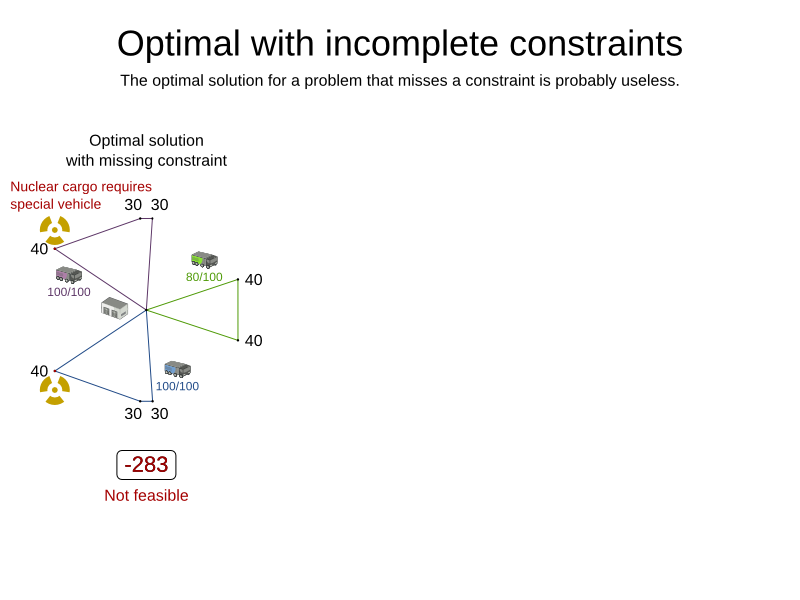 Optimal with incomplete constraints
The optimal solution for a problem that misses a constraint is probably useless.
Optimal solution
with missing constraint
Nuclear cargo requires
special vehicle
30 30
40
80/100
40
100/100
40
40
100/100
30 30
-283
Not feasible